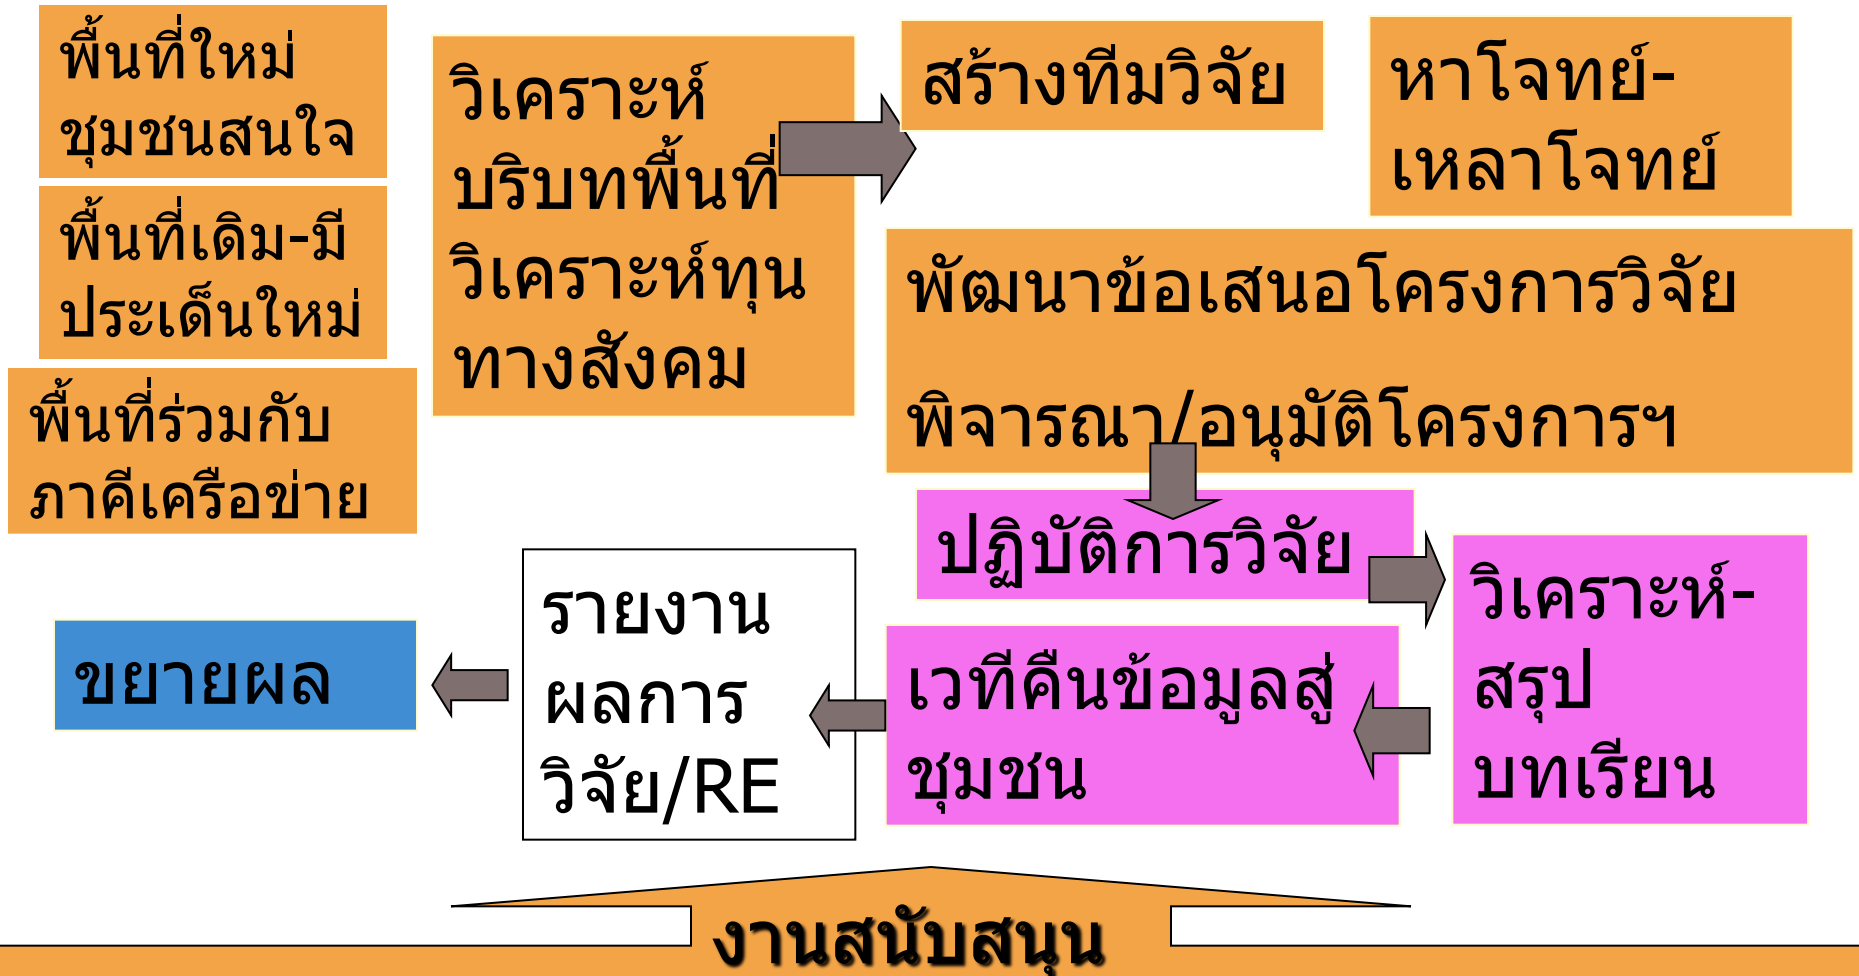 พื้นที่ใหม่
ชุมชนสนใจ
พื้นที่เดิม-มี
ประเด็นใหม่
พื้นที่ร่วมกับ
ภาคีเครือข่าย
วิเคราะห์
บริบทพื้นที่
วิเคราะห์ทุน
ทางสังคม
สร้างทีมวิจัย
หาโจทย์-
เหลาโจทย์
พัฒนาข้อเสนอโครงการวิจัย
พิจารณา/อนุมัติโครงการฯ
ปฏิบัติการวิจัย
วิเคราะห์-
สรุป
บทเรียน
เวทีคืนข้อมูลสู่
ชุมชน
รายงาน
ผลการ
วิจัย/RE
ขยายผล
งานสนับสนุน